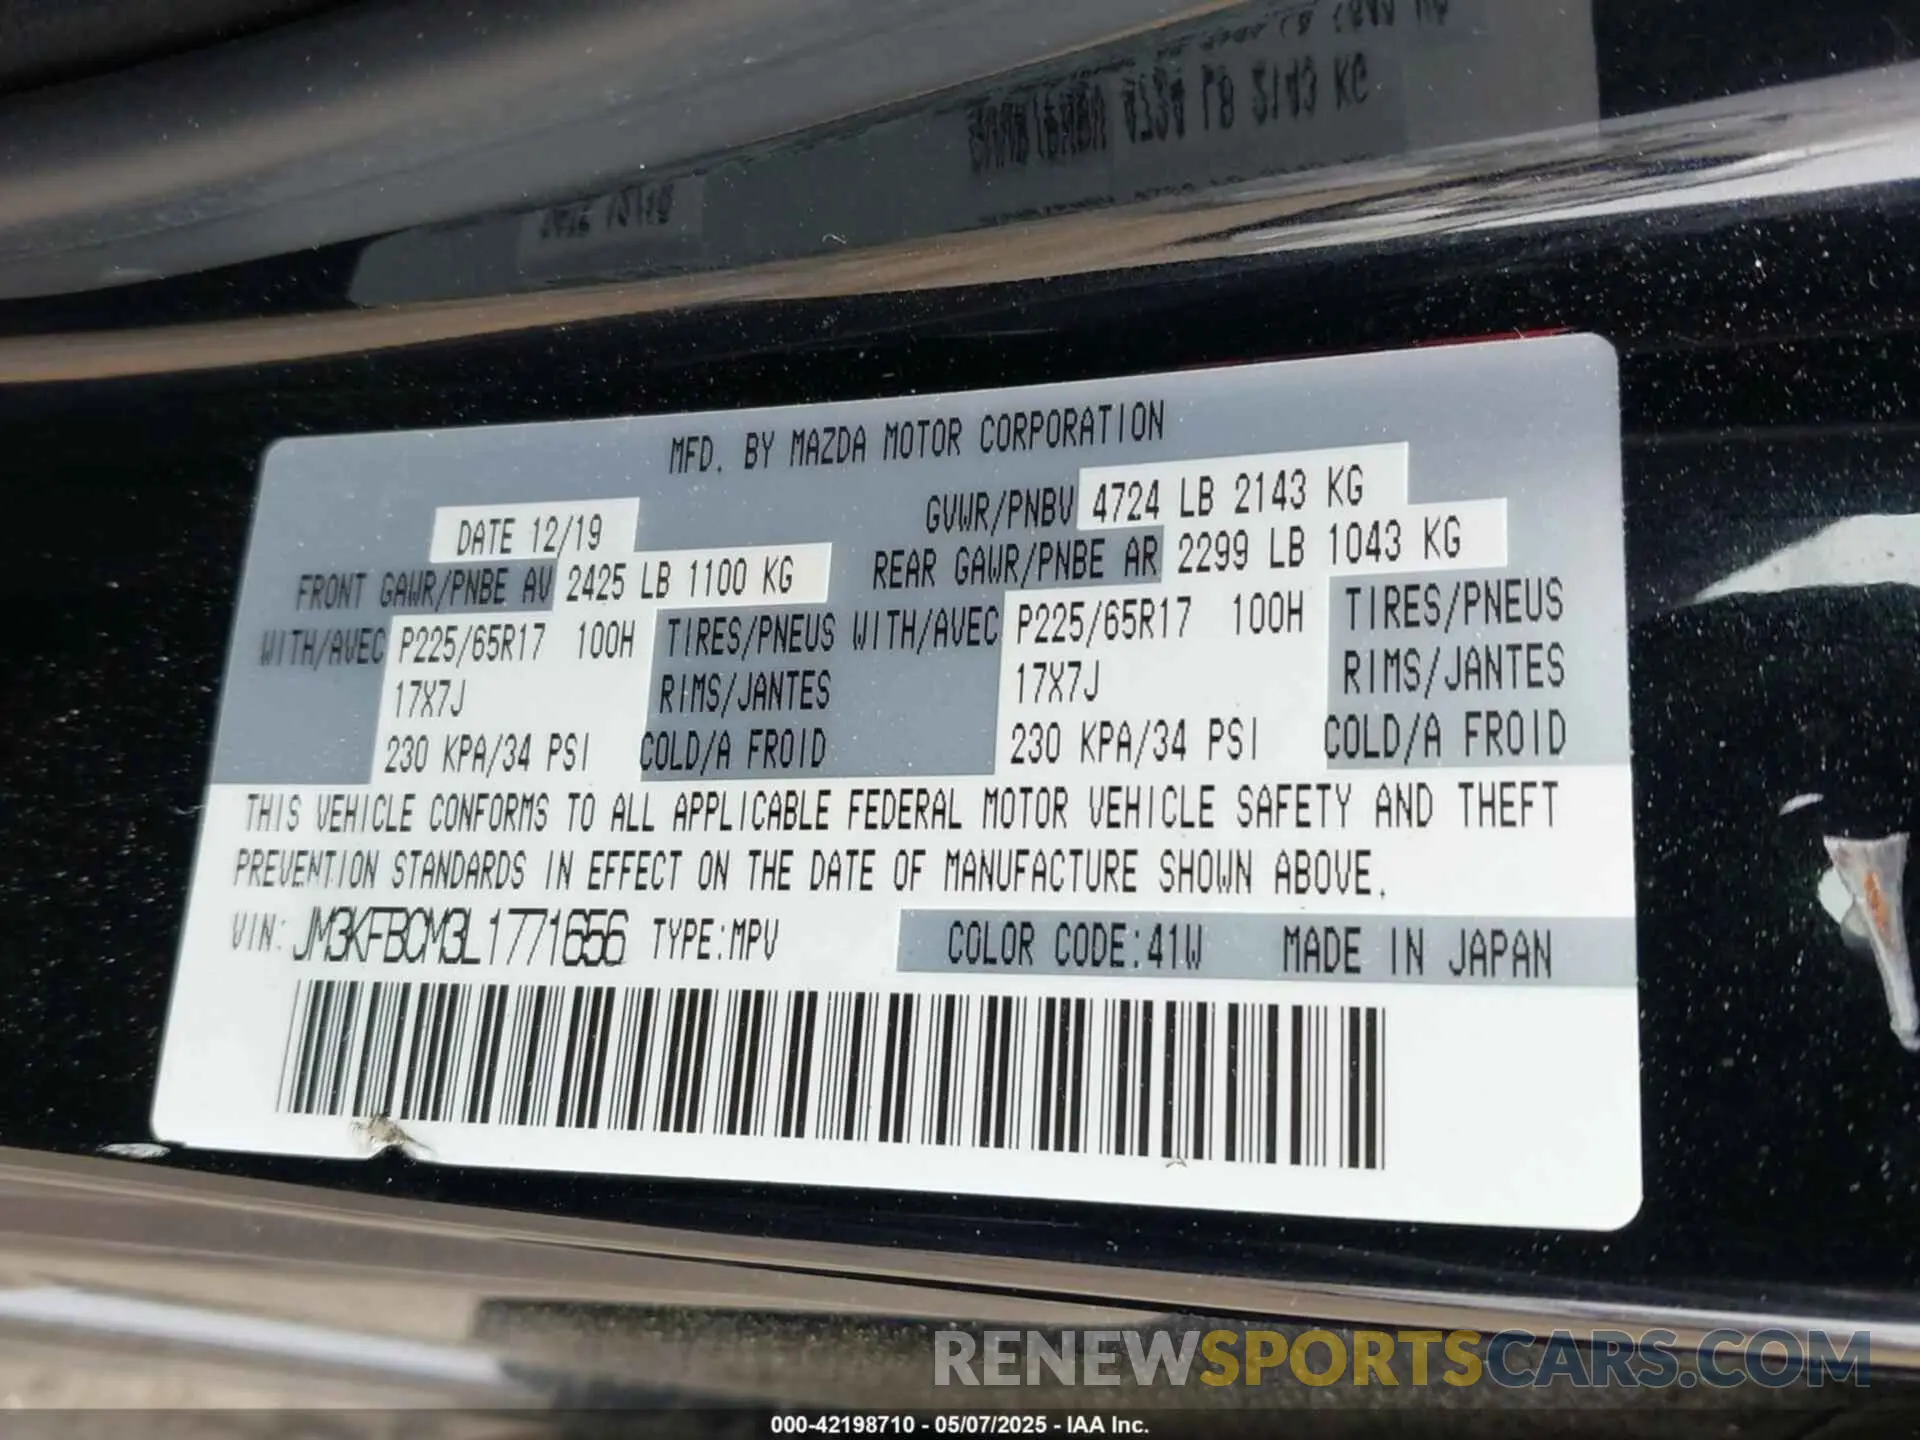 MFD. BY MAZDA MOTOR CORPORATION
DATE 12/19 GVWR/PNBV 4724 LB 2143 KG
FRONT GAWR/PNBE AV 2425 LB 1100 KG REAR GAWR/PNBE AR 2299 LB 1043 KG
WITH/AVEC P225/65R17 100H TIRES/PNEUS WITH/AVEC P225/65R17 100H TIRES/PNEUS
17X7J RIMS/JANTES 17X7J RIMS/JANTES
230 KPA/34 PSI COLD/A FROID 230 KPA/34 PSI COLD/A FROID
THIS VEHICLE CONFORMS TO ALL APPLICABLE FEDERAL MOTOR VEHICLE SAFETY AND THEFT
PREVENTION STANDARDS IN EFFECT ON THE DATE OF MANUFACTURE SHOWN ABOVE.
VIN: JM3KFBCM3L1771656 TYPE:MPV COLOR CODE:41W MADE IN JAPAN
RENEWSPORTSCARS.COM
000-42198710 - 05/07/2025 - IAA Inc.